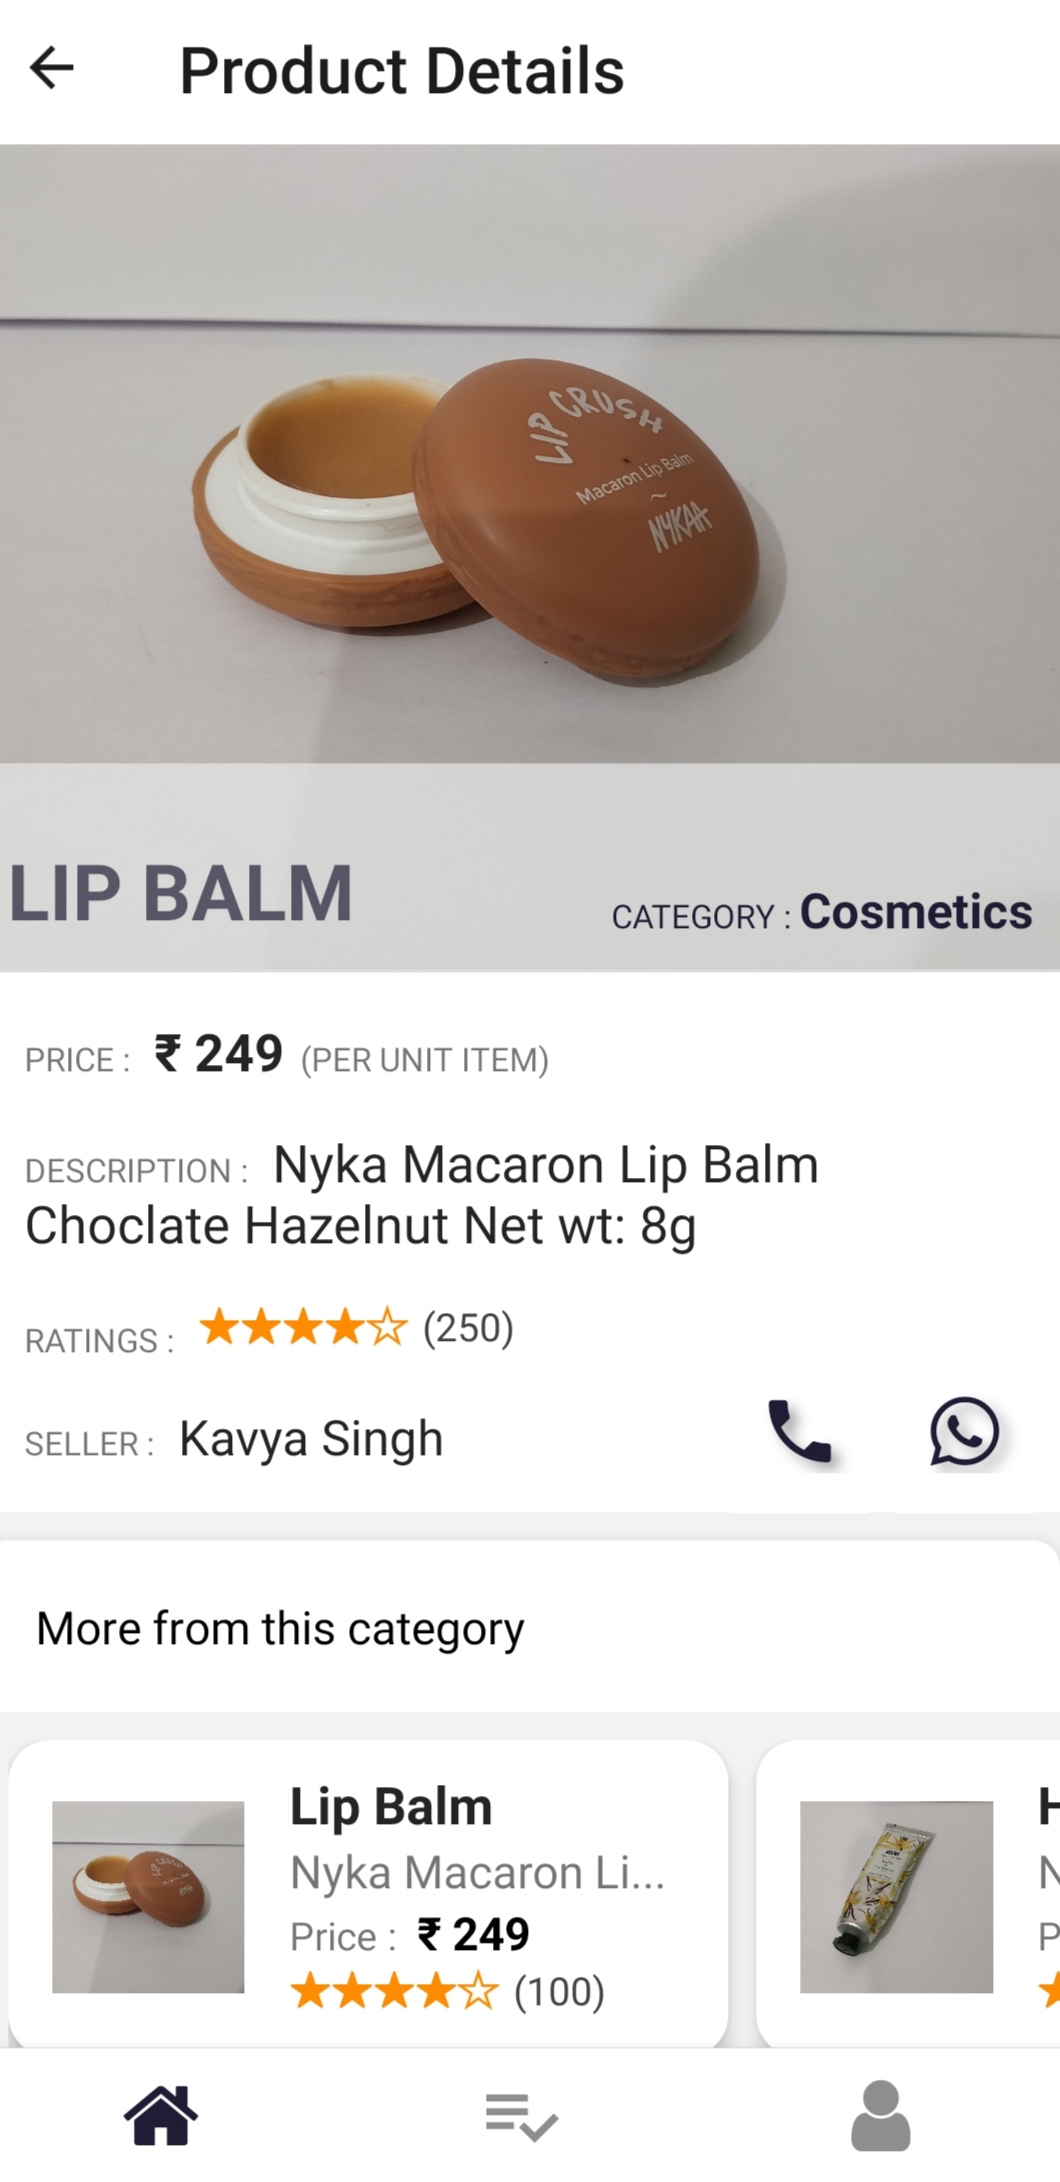 Product Details
LIP CRUSH
Macaron Lip Balm
~
NYKAA
LIP BALM
CATEGORY : Cosmetics
PRICE : ₹ 249 (PER UNIT ITEM)
DESCRIPTION : Nyka Macaron Lip Balm
Choclate Hazelnut Net wt: 8g
RATINGS : ★★★★☆ (250)
SELLER : Kavya Singh
More from this category
Lip Balm
Nyka Macaron Li...
Price : ₹ 249
★★★★☆ (100)